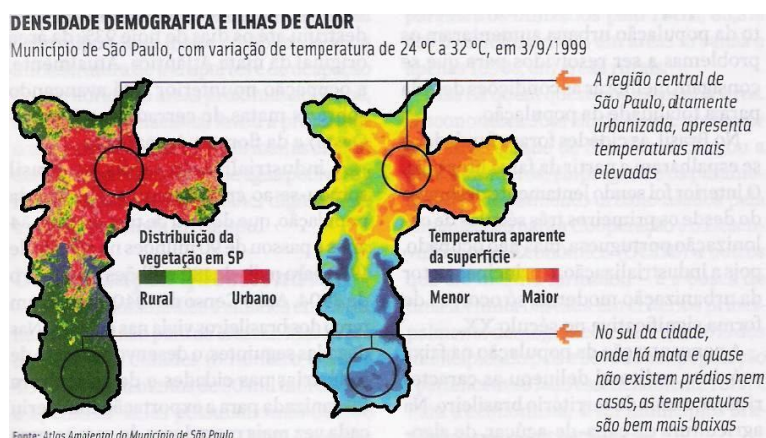 DENSIDADE DEMOGRÁFICA E ILHAS DE CALOR
Município de São Paulo, com variação de temperatura de 24 ºC a 32 ºC, em 3/9/1999
A região central de
São Paulo, altamente
urbanizada, apresenta
temperaturas mais
elevadas
Distribuição da
vegetação em SP
Rural Urbano
Temperatura aparente
da superfície
Menor Maior
No sul da cidade,
onde há mata e quase
não existem prédios nem
casas, as temperaturas
são bem mais baixas
Fonte: Atlas Ambiental do Município de São Paulo